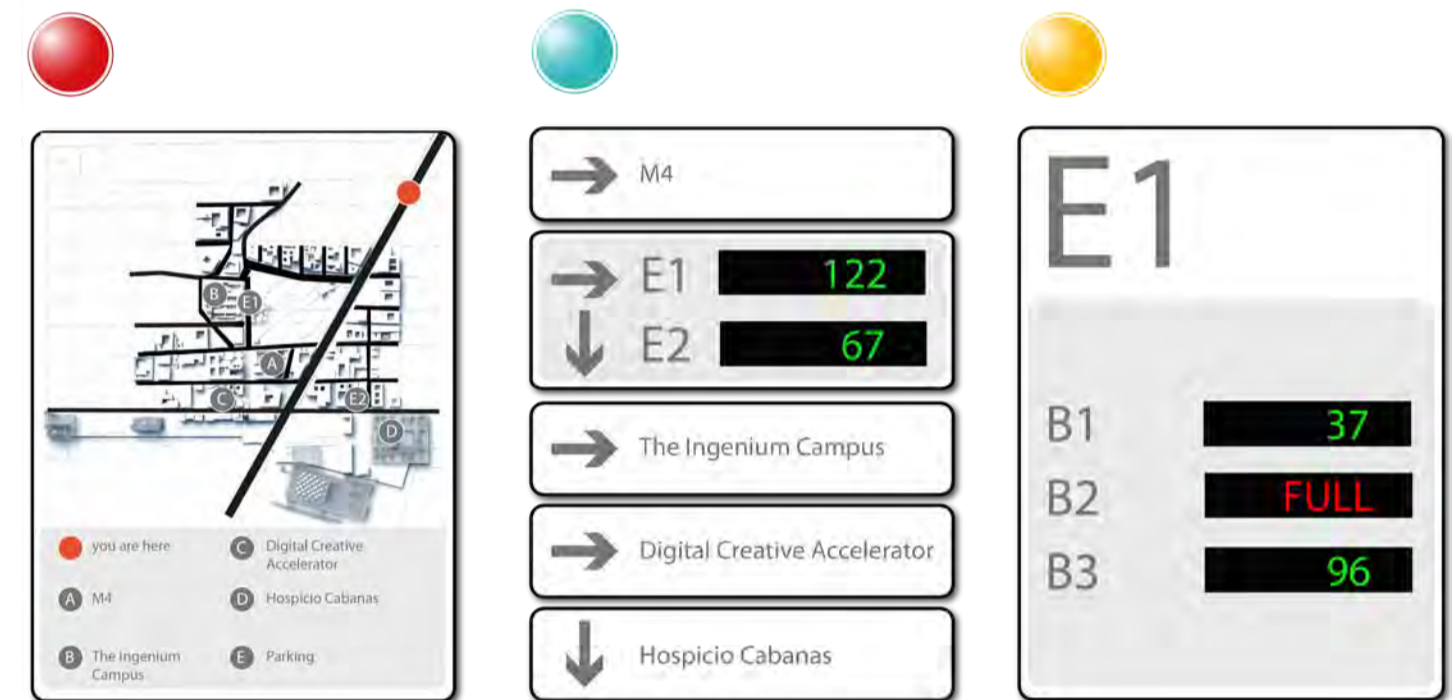 B
E1
A
C
E2
D
you are here
C Digital Creative
Accelerator
A M4
D Hospicio Cabanas
B The Ingenium
Campus
E Parking
M4
E1 122
E2 67
The Ingenium Campus
Digital Creative Accelerator
Hospicio Cabanas
E1
B1 37
B2 FULL
B3 96